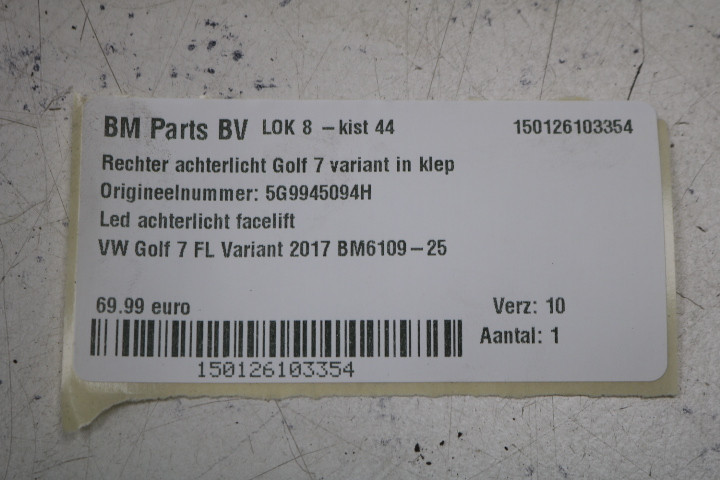 BM Parts BV LOK 8 - kist 44 150126103354
Rechter achterlicht Golf 7 variant in klep
Origineelnummer: 5G9945094H
Led achterlicht facelift
VW Golf 7 FL Variant 2017 BM6109-25
69.99 euro Verz: 10
Aantal: 1
150126103354